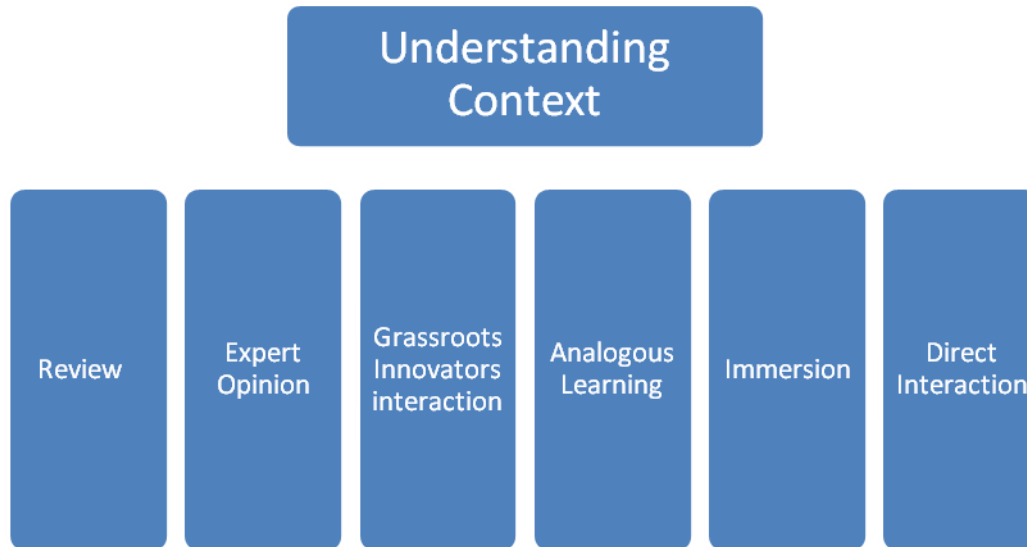 Understanding
Context
Review
Expert
Opinion
Grassroots
Innovators
interaction
Analogous
Learning
Immersion
Direct
Interaction